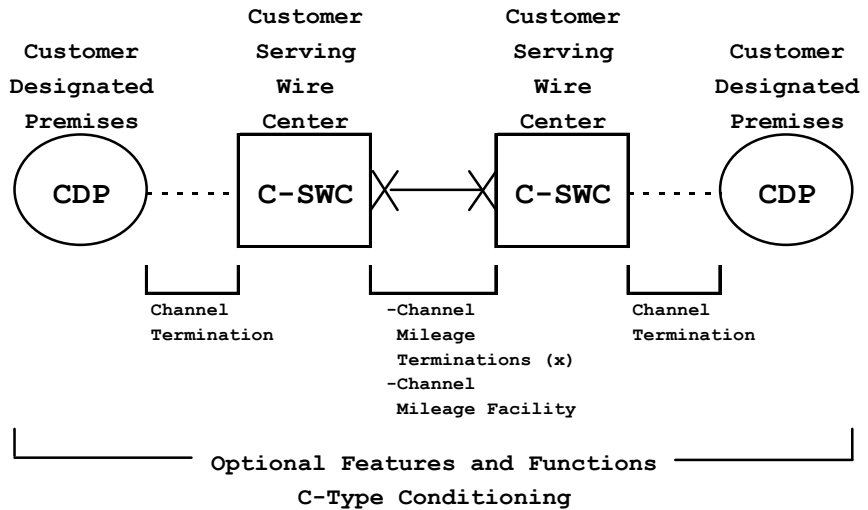 Customer
Designated
Premises
Customer
Serving
Wire
Center
Customer
Serving
Wire
Center
Customer
Designated
Premises
CDP
C-SWC
C-SWC
CDP
Channel
Termination
-Channel
Mileage
Terminations (x)
-Channel
Mileage Facility
Channel
Termination
Optional Features and Functions
C-Type Conditioning